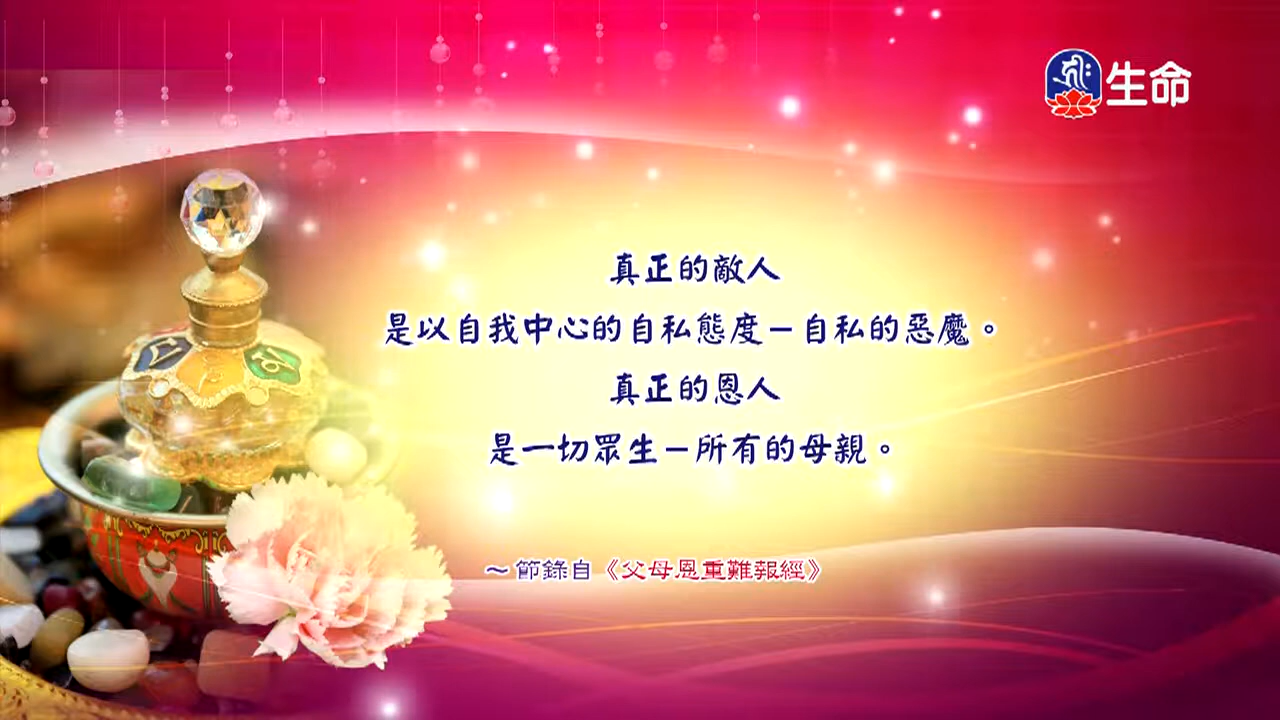 生命
真正的敵人
是以自我中心的自私態度－自私的惡魔。
真正的恩人
是一切眾生－所有的母親。
～節錄自《父母恩重難報經》